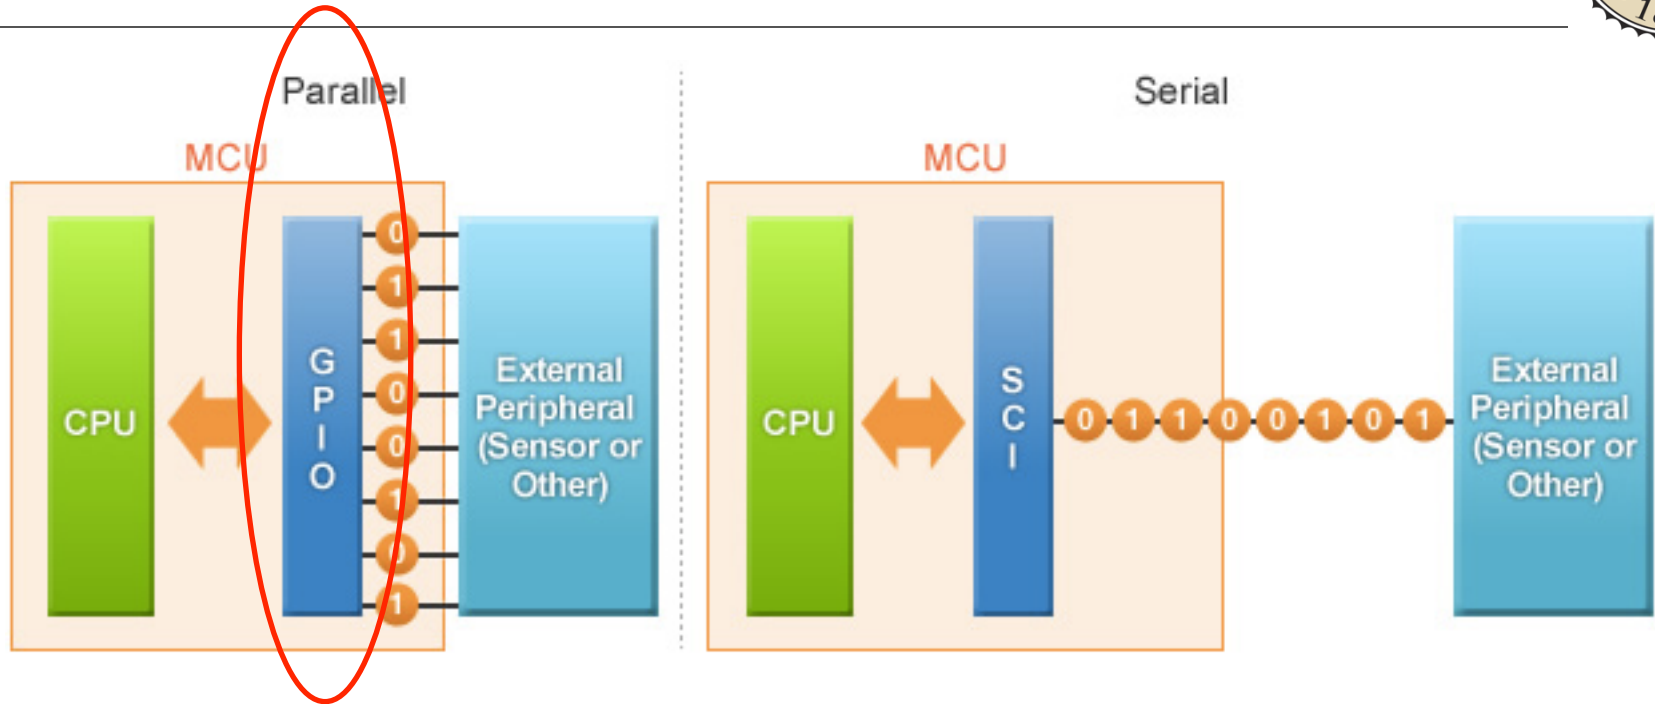 Parallel
MCU
CPU
G
P
I
O
0
1
1
0
0
1
0
1
External
Peripheral
(Sensor or
Other)
Serial
MCU
CPU
S
C
I
0 1 1 0 0 1 0 1
External
Peripheral
(Sensor or
Other)